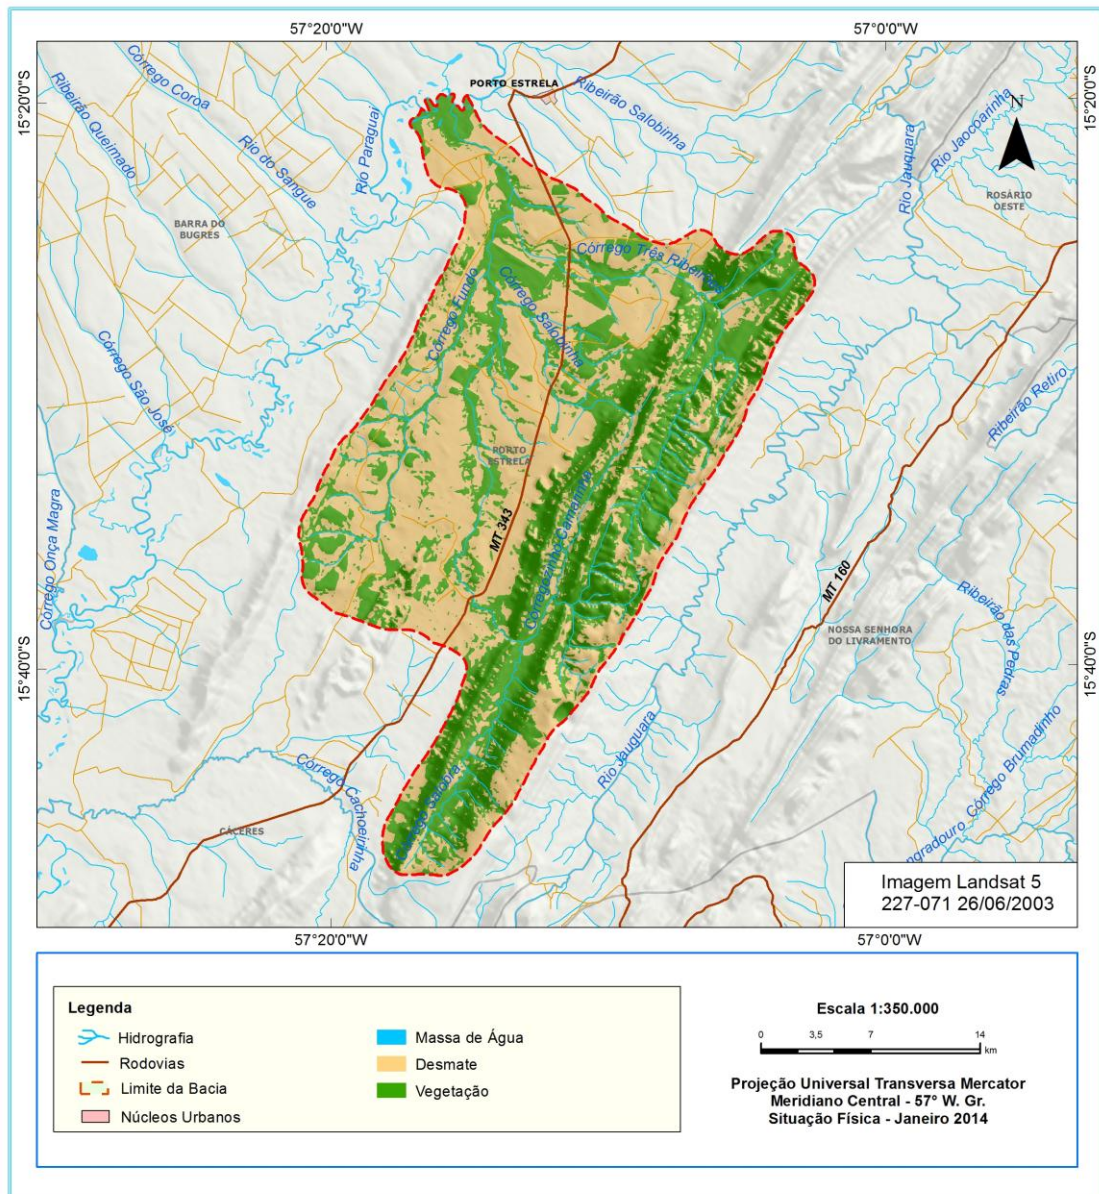 57°20'0"W
57°0'0"W
15°20'0"S
15°20'0"S
PORTO ESTRELA
Córrego Coroa
Ribeirão Queimado
Rio do Sangue
Rio Paraguai
Ribeirão Salobinha
Rio Jauquara
Rio Jaocoarinha
N
BARRA DO
BUGRES
ROSÁRIO
OESTE
Córrego Três Ribeirões
Córrego Fundo
Córrego Salobinha
Córrego São José
Ribeirão Retiro
PORTO
ESTRELA
Córrego Onça Magra
MT 343
Corregozinho Camarinha
MT 160
Ribeirão das Pedras
NOSSA SENHORA
DO LIVRAMENTO
15°40'0"S
15°40'0"S
Rio Jauquara
Córrego Cachoeirinha
Córrego Salobra
Córrego Brumadinho
CÁCERES
Imagem Landsat 5
227-071 26/06/2003
57°20'0"W
57°0'0"W
Legenda
Hidrografia
Rodovias
Limite da Bacia
Núcleos Urbanos
Massa de Água
Desmate
Vegetação
Escala 1:350.000
0 3,5 7 14
km
Projeção Universal Transversa Mercator
Meridiano Central - 57º W. Gr.
Situação Física - Janeiro 2014